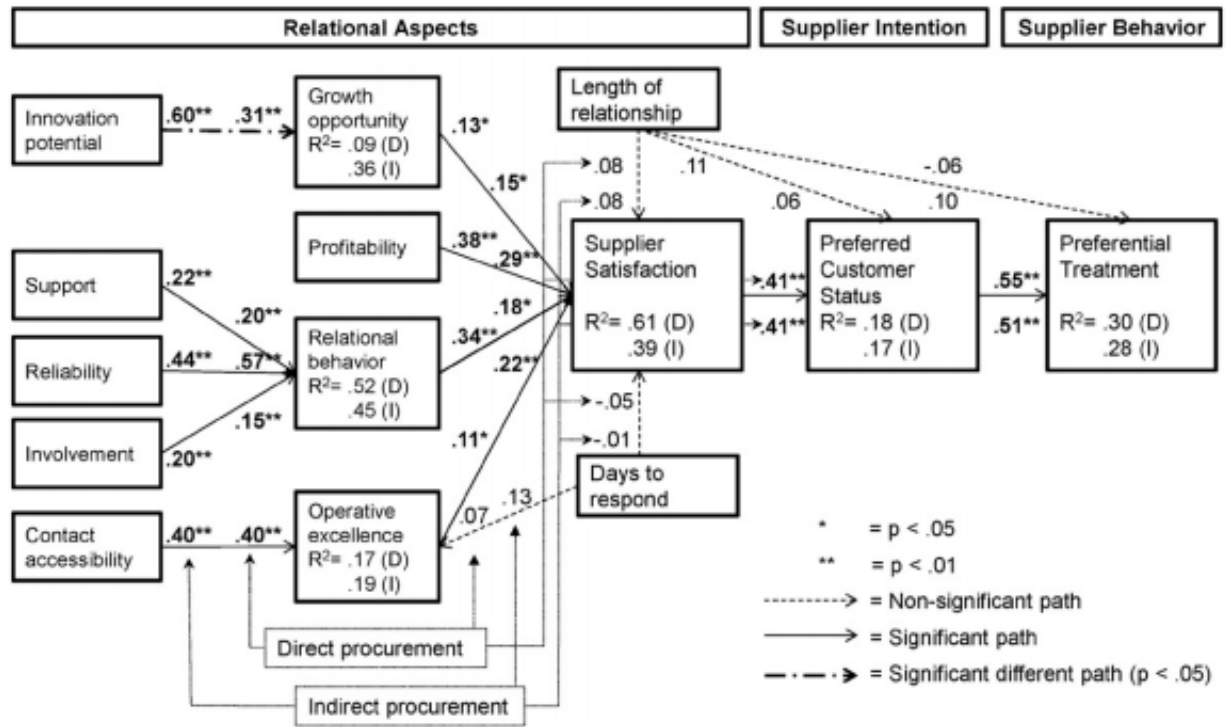 Relational Aspects
Supplier Intention
Supplier Behavior
Innovation
potential
.60**
.31**
Growth
opportunity
R²= .09 (D)
.36 (I)
.13*
.15*
Length of
relationship
.08
.08
.11
.06
-.06
.10
Profitability
.38**
.29**
Support
.22**
.20**
Reliability
.44**
.57**
Involvement
.20**
.15**
Relational
behavior
R²= .52 (D)
.45 (I)
.18*
.34**
.22**
.11*
Supplier
Satisfaction
R²= .61 (D)
.39 (I)
.41**
.41**
Preferred
Customer
Status
R²= .18 (D)
.17 (I)
.55**
.51**
Preferential
Treatment
R²= .30 (D)
.28 (I)
-.05
-.01
Days to
respond
.13
.07
Contact
accessibility
.40**
.40**
Operative
excellence
R²= .17 (D)
.19 (I)
Direct procurement
Indirect procurement
* = p < .05
** = p < .01
= Non-significant path
= Significant path
= Significant different path (p < .05)